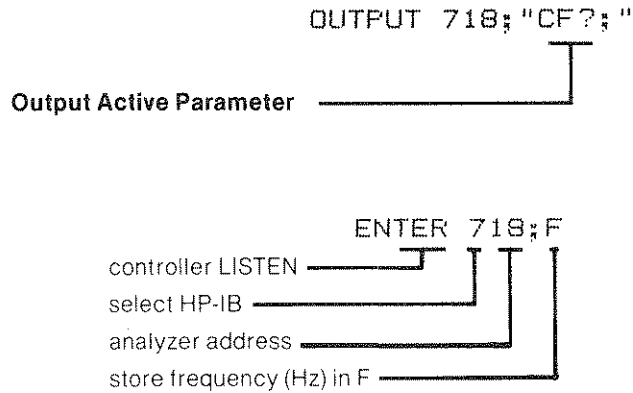 OUTPUT 718;"CF?;"
Output Active Parameter
ENTER 718;F
controller LISTEN
select HP-IB
analyzer address
store frequency (Hz) in F